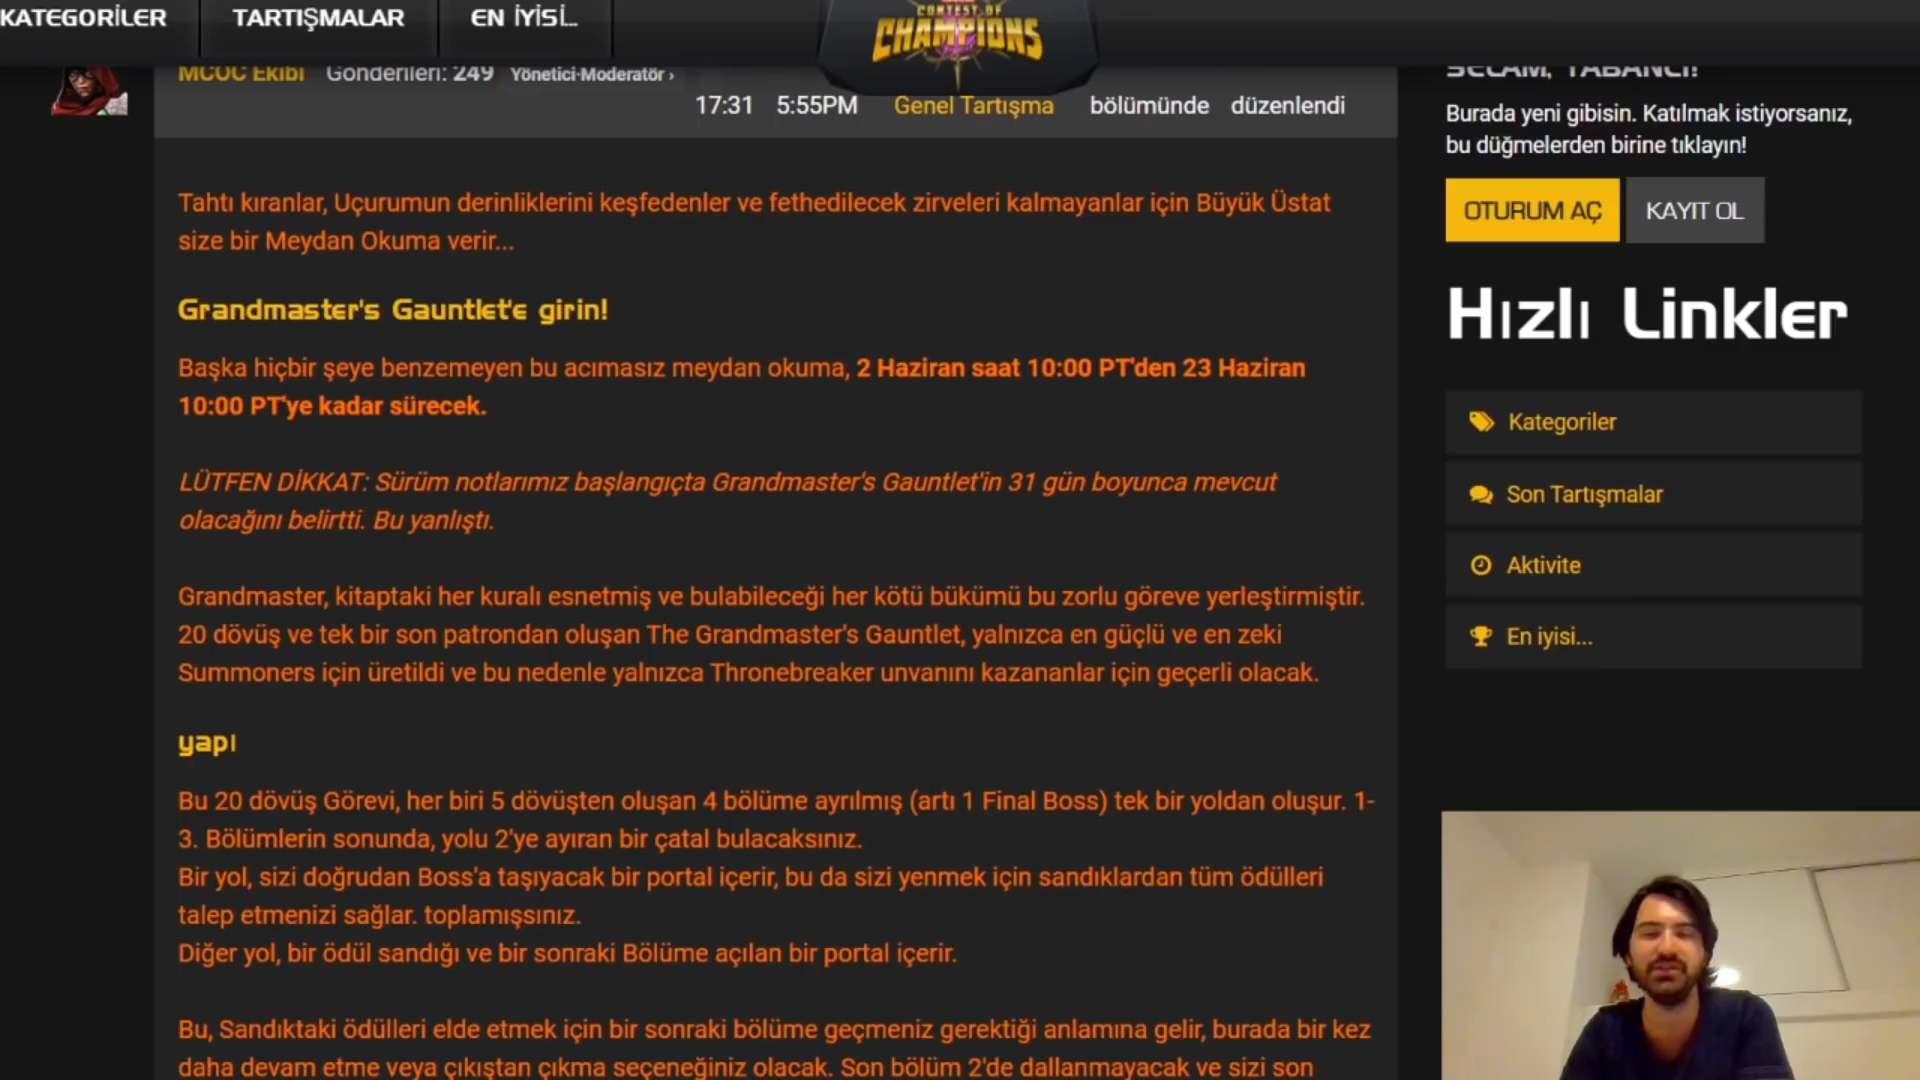 KATEGORİLER
TARTIŞMALAR
EN İYİSİ...
CONTEST OF
CHAMPIONS
MCOC Ekibi Gönderileri: 249 Yönetici·Moderatör ›
17:31 5:55PM Genel Tartışma bölümünde düzenlendi
Tahtı kıranlar, Uçurumun derinliklerini keşfedenler ve fethedilecek zirveleri kalmayanlar için Büyük Üstat
size bir Meydan Okuma verir...
Grandmaster's Gauntlet'e girin!
Başka hiçbir şeye benzemeyen bu acımasız meydan okuma, 2 Haziran saat 10:00 PT'den 23 Haziran
10:00 PT'ye kadar sürecek.
LÜTFEN DİKKAT: Sürüm notlarımız başlangıçta Grandmaster's Gauntlet'in 31 gün boyunca mevcut
olacağını belirtti. Bu yanlıştı.
Grandmaster, kitaptaki her kuralı esnetmiş ve bulabileceği her kötü bükümü bu zorlu göreve yerleştirmiştir.
20 dövüş ve tek bir son patrondan oluşan The Grandmaster's Gauntlet, yalnızca en güçlü ve en zeki
Summoners için üretildi ve bu nedenle yalnızca Thronebreaker unvanını kazananlar için geçerli olacak.
yapı
Bu 20 dövüş Görevi, her biri 5 dövüşten oluşan 4 bölüme ayrılmış (artı 1 Final Boss) tek bir yoldan oluşur. 1-
3. Bölümlerin sonunda, yolu 2'ye ayıran bir çatal bulacaksınız.
Bir yol, sizi doğrudan Boss'a taşıyacak bir portal içerir, bu da sizi yenmek için sandıklardan tüm ödülleri
talep etmenizi sağlar. toplamışsınız.
Diğer yol, bir ödül sandığı ve bir sonraki Bölüme açılan bir portal içerir.
Bu, Sandıktaki ödülleri elde etmek için bir sonraki bölüme geçmeniz gerektiği anlamına gelir, burada bir kez
daha devam etme veya çıkıştan çıkma seçeneğiniz olacak. Son bölüm 2'de dallanmayacak ve sizi son
SELAM, YABANCI!
Burada yeni gibisin. Katılmak istiyorsanız,
bu düğmelerden birine tıklayın!
OTURUM AÇ
KAYIT OL
Hızlı Linkler
Kategoriler
Son Tartışmalar
Aktivite
En iyisi...